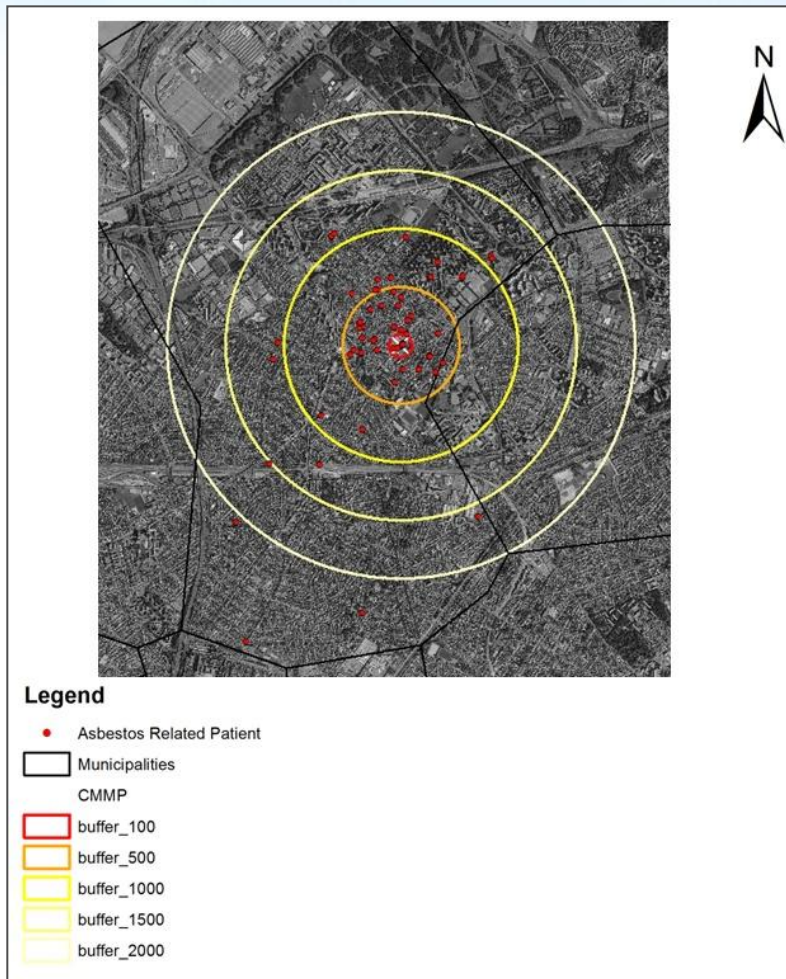 N
Legend
Asbestos Related Patient
Municipalities
CMMP
buffer_100
buffer_500
buffer_1000
buffer_1500
buffer_2000